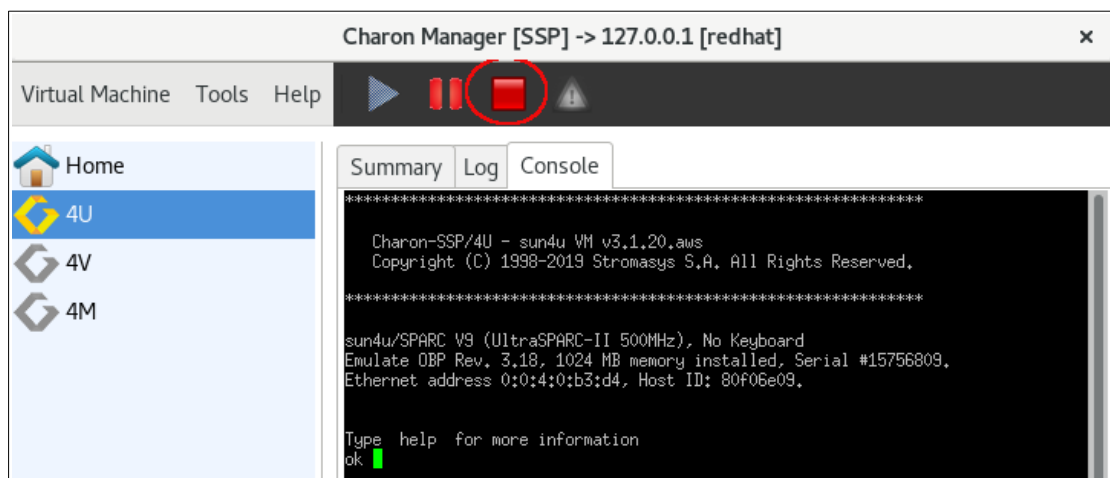 Charon Manager [SSP] -> 127.0.0.1 [redhat] ×
Virtual Machine Tools Help
Home
4U
4V
4M
Summary Log Console
******************************************************************
Charon-SSP/4U - sun4u VM v3.1.20.aws
Copyright (C) 1998-2019 Stromasys S.A. All Rights Reserved.
******************************************************************
sun4u/SPARC V9 (UltraSPARC-II 500MHz), No Keyboard
Emulate OBP Rev. 3.18, 1024 MB memory installed, Serial #15756809.
Ethernet address 0:0:4:0:b3:d4, Host ID: 80f06e09.
Type help for more information
ok